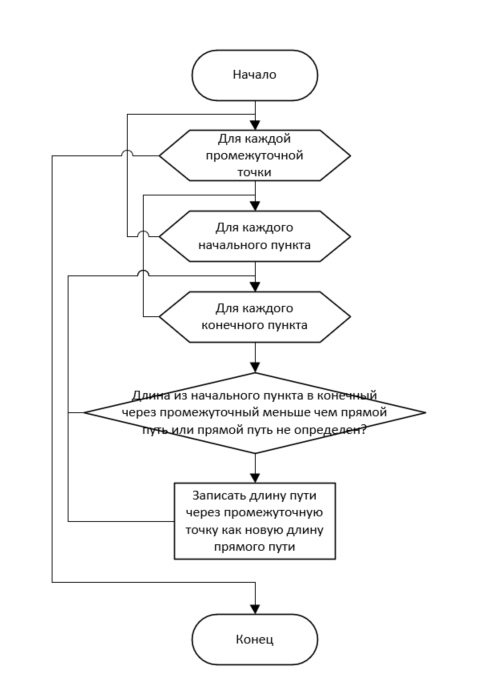 Начало
Для каждой
промежуточной
точки
Для каждого
начального пункта
Для каждого
конечного пункта
Длина из начального пункта в конечный
через промежуточный меньше чем прямой
путь или прямой путь не определен?
Записать длину пути
через промежуточную
точку как новую длину
прямого пути
Конец